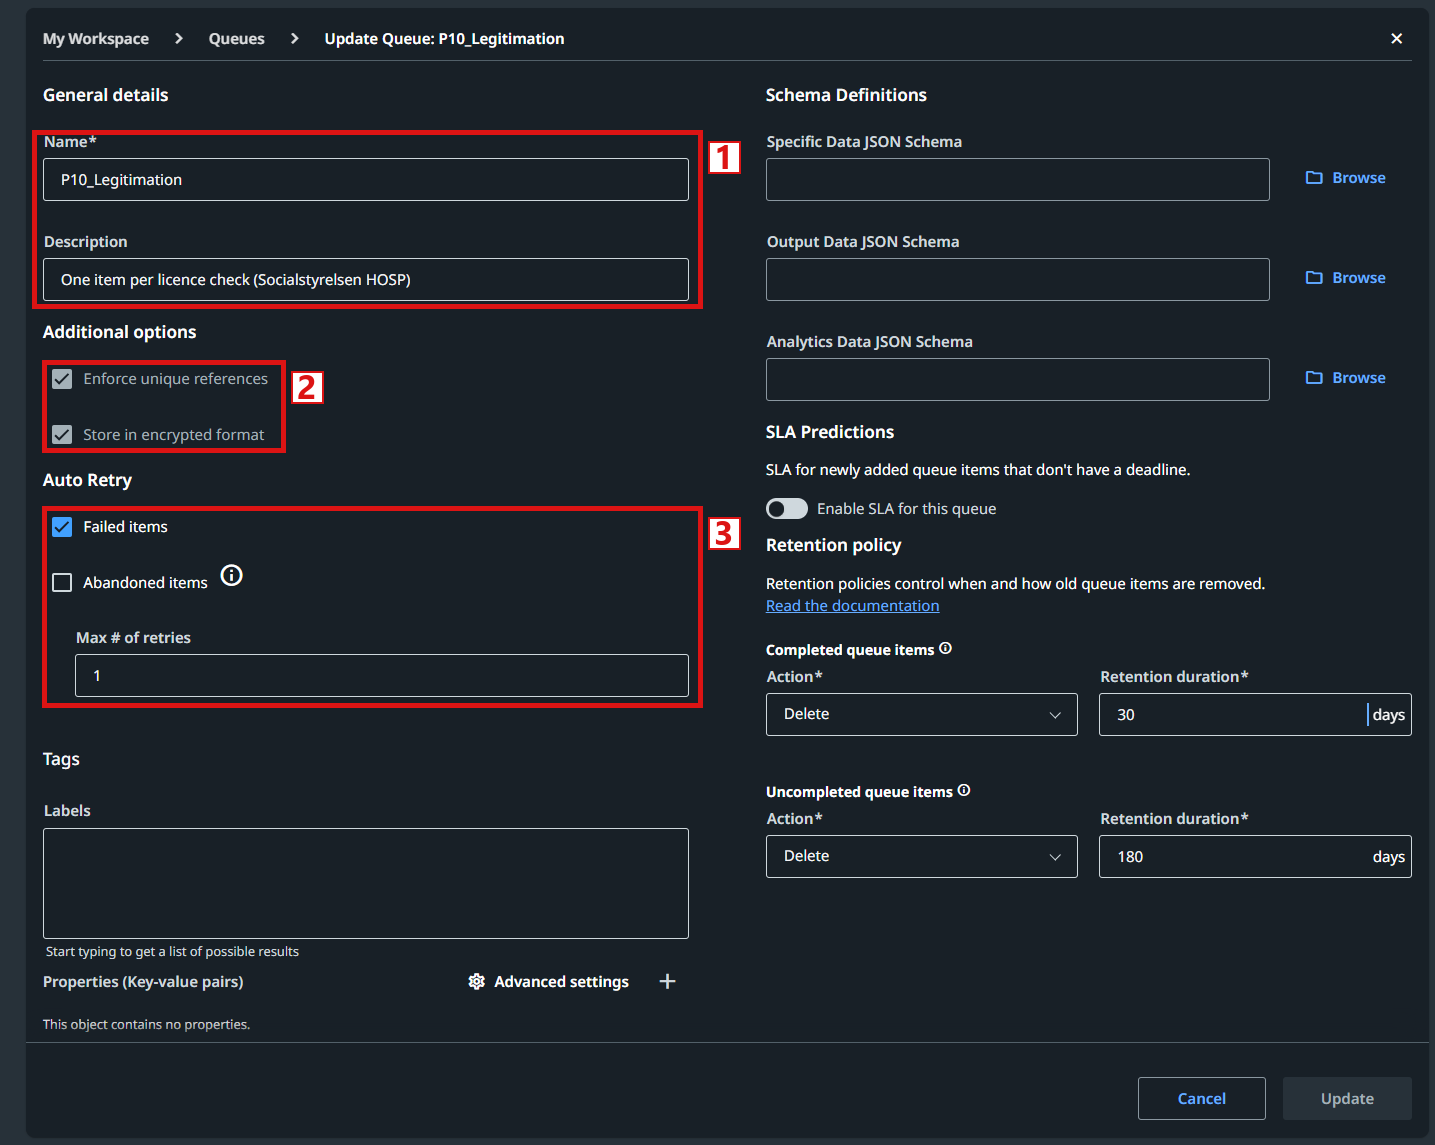 My Workspace > Queues > Update Queue: P10_Legitimation
General details
Name*
1
P10_Legitimation
Description
One item per licence check (Socialstyrelsen HOSP)
Additional options
Enforce unique references
2
Store in encrypted format
Auto Retry
Failed items
3
Abandoned items
Max # of retries
1
Tags
Labels
Start typing to get a list of possible results
Properties (Key-value pairs)
Advanced settings
This object contains no properties.
Schema Definitions
Specific Data JSON Schema
Browse
Output Data JSON Schema
Browse
Analytics Data JSON Schema
Browse
SLA Predictions
SLA for newly added queue items that don't have a deadline.
Enable SLA for this queue
Retention policy
Retention policies control when and how old queue items are removed.
Read the documentation
Completed queue items
Action* Retention duration*
Delete 30 days
Uncompleted queue items
Action* Retention duration*
Delete 180 days
Cancel Update